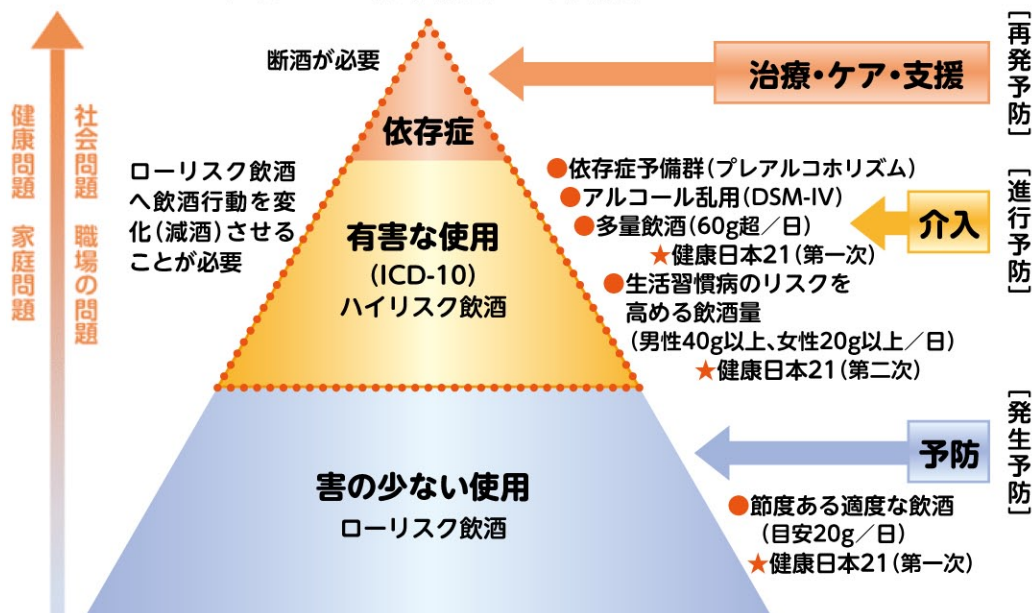 健康問題 家庭問題
社会問題 職場の問題
断酒が必要
依存症
治療・ケア・支援
[再発予防]
ローリスク飲酒
へ飲酒行動を変
化(減酒)させる
ことが必要
有害な使用
(ICD-10)
ハイリスク飲酒
●依存症予備群(プレアルコホリズム)
●アルコール乱用(DSM-IV)
●多量飲酒(60g超／日)
★健康日本21(第一次)
●生活習慣病のリスクを
高める飲酒量
(男性40g以上、女性20g以上／日)
★健康日本21(第二次)
介入
[進行予防]
害の少ない使用
ローリスク飲酒
予防
[発生予防]
●節度ある適度な飲酒
(目安20g／日)
★健康日本21(第一次)